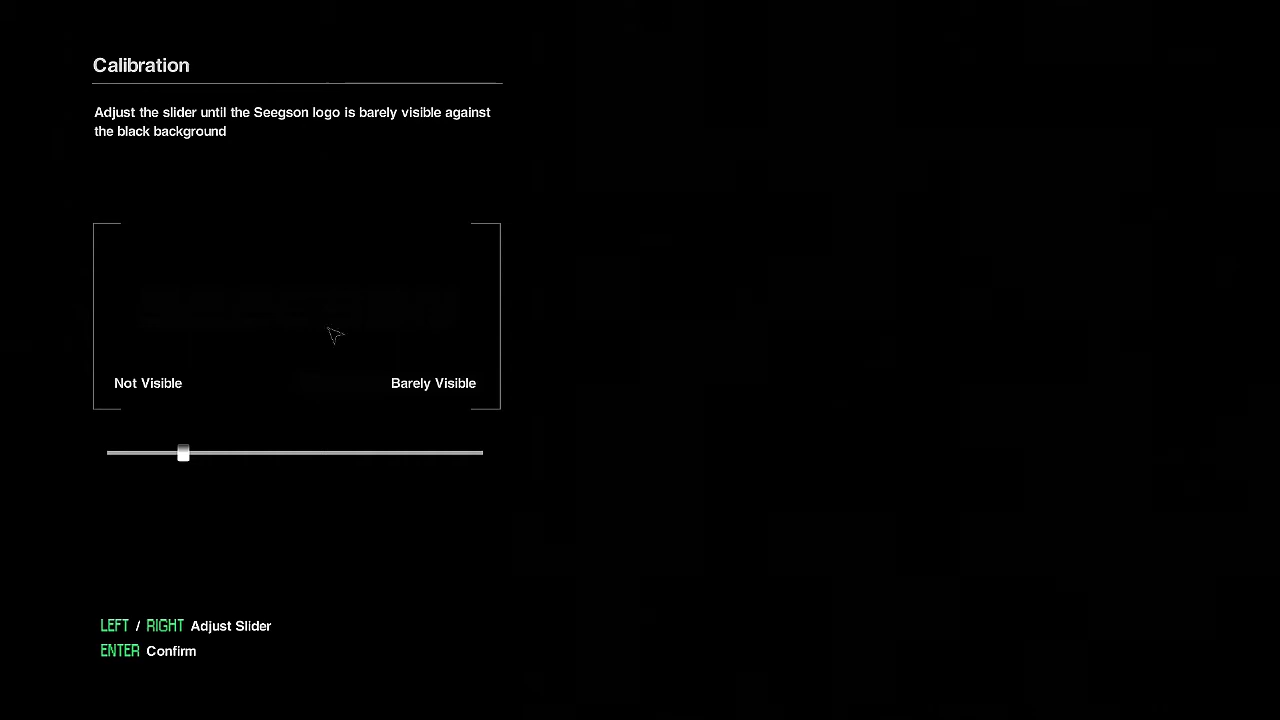 Calibration
Adjust the slider until the Seegson logo is barely visible against
the black background
Not Visible
Barely Visible
LEFT / RIGHT Adjust Slider
ENTER Confirm